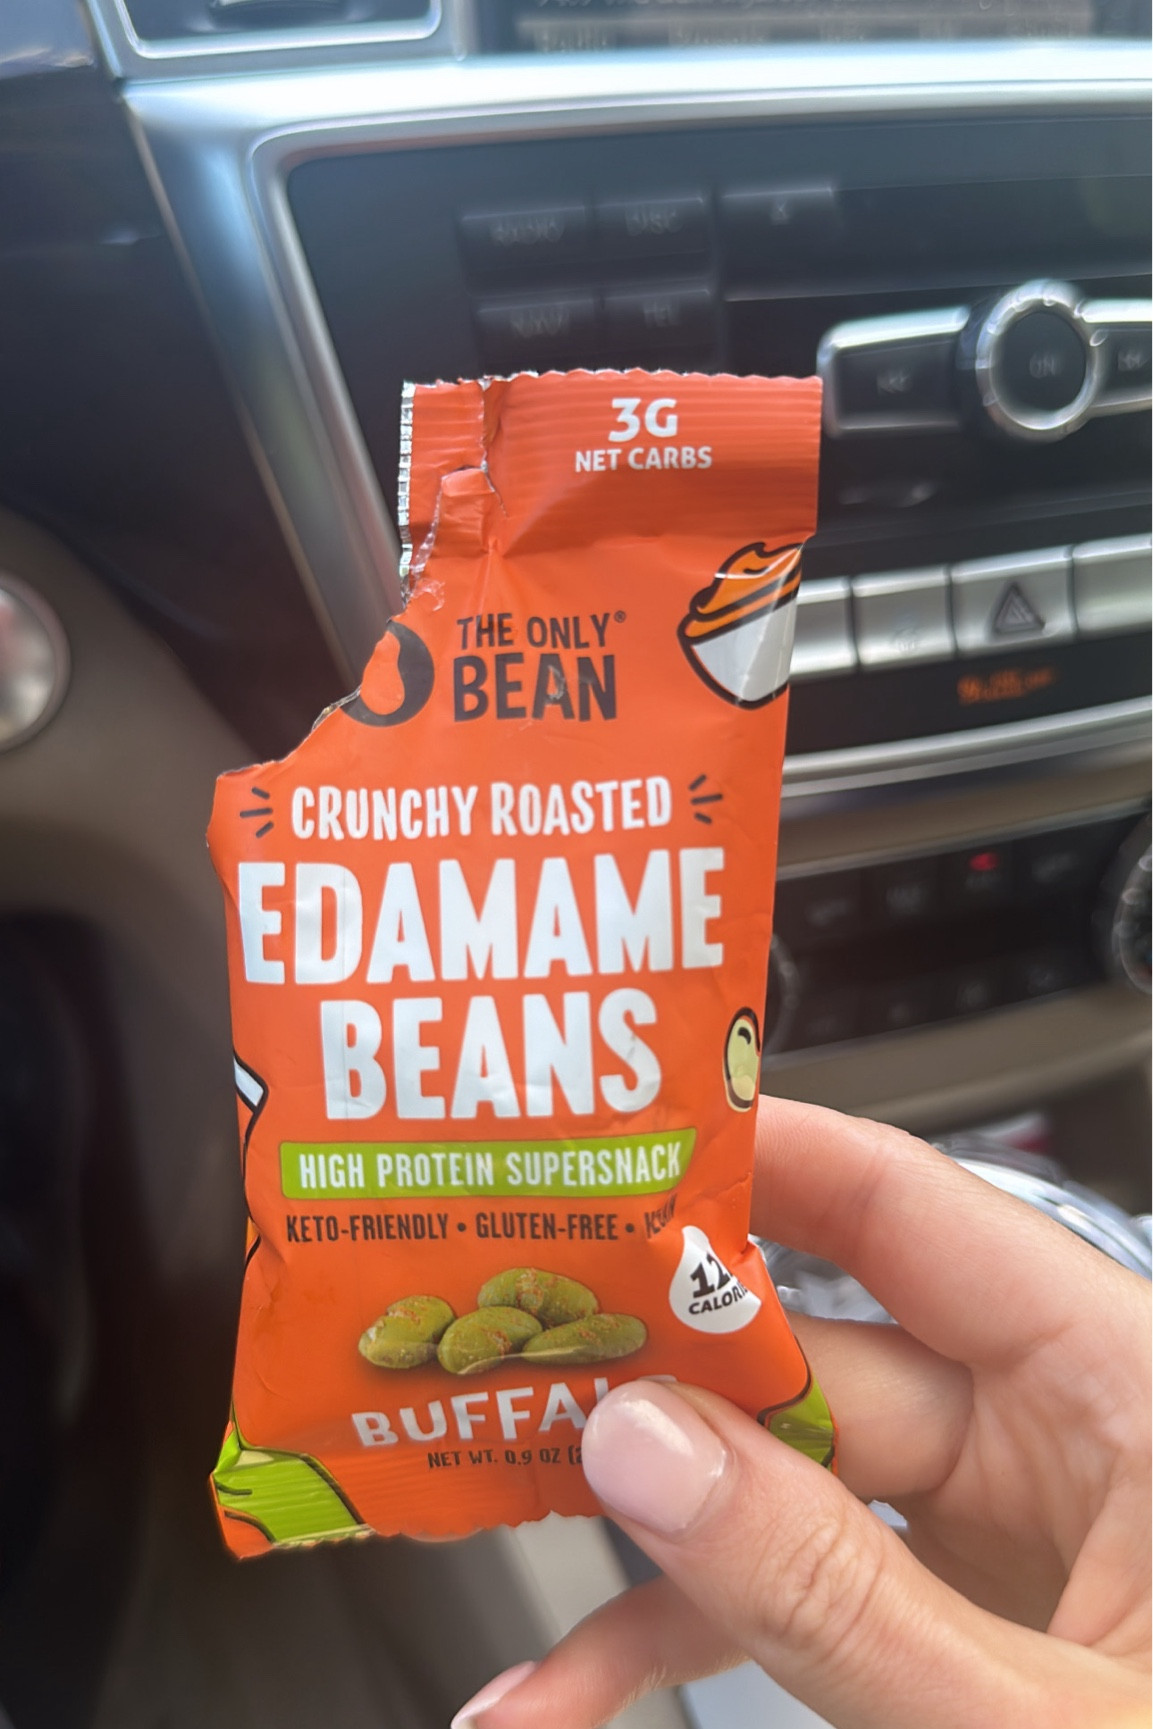 3G
NET CARBS
THE ONLY®
BEAN
CRUNCHY ROASTED
EDAMAME
BEANS
HIGH PROTEIN SUPERSNACK
KETO-FRIENDLY • GLUTEN-FREE •
BUFFAL
NET WT. 0.9 OZ
ON